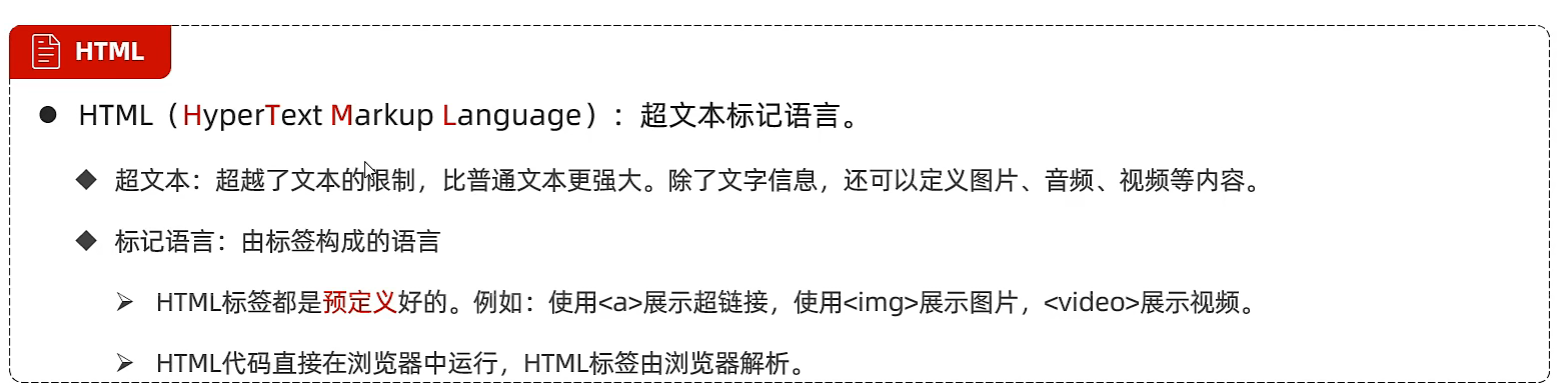 HTML
● HTML（HyperText Markup Language）：超文本标记语言。
◆ 超文本：超越了文本的限制，比普通文本更强大。除了文字信息，还可以定义图片、音频、视频等内容。
◆ 标记语言：由标签构成的语言
➢ HTML标签都是预定义好的。例如：使用<a>展示超链接，使用<img>展示图片，<video>展示视频。
➢ HTML代码直接在浏览器中运行，HTML标签由浏览器解析。